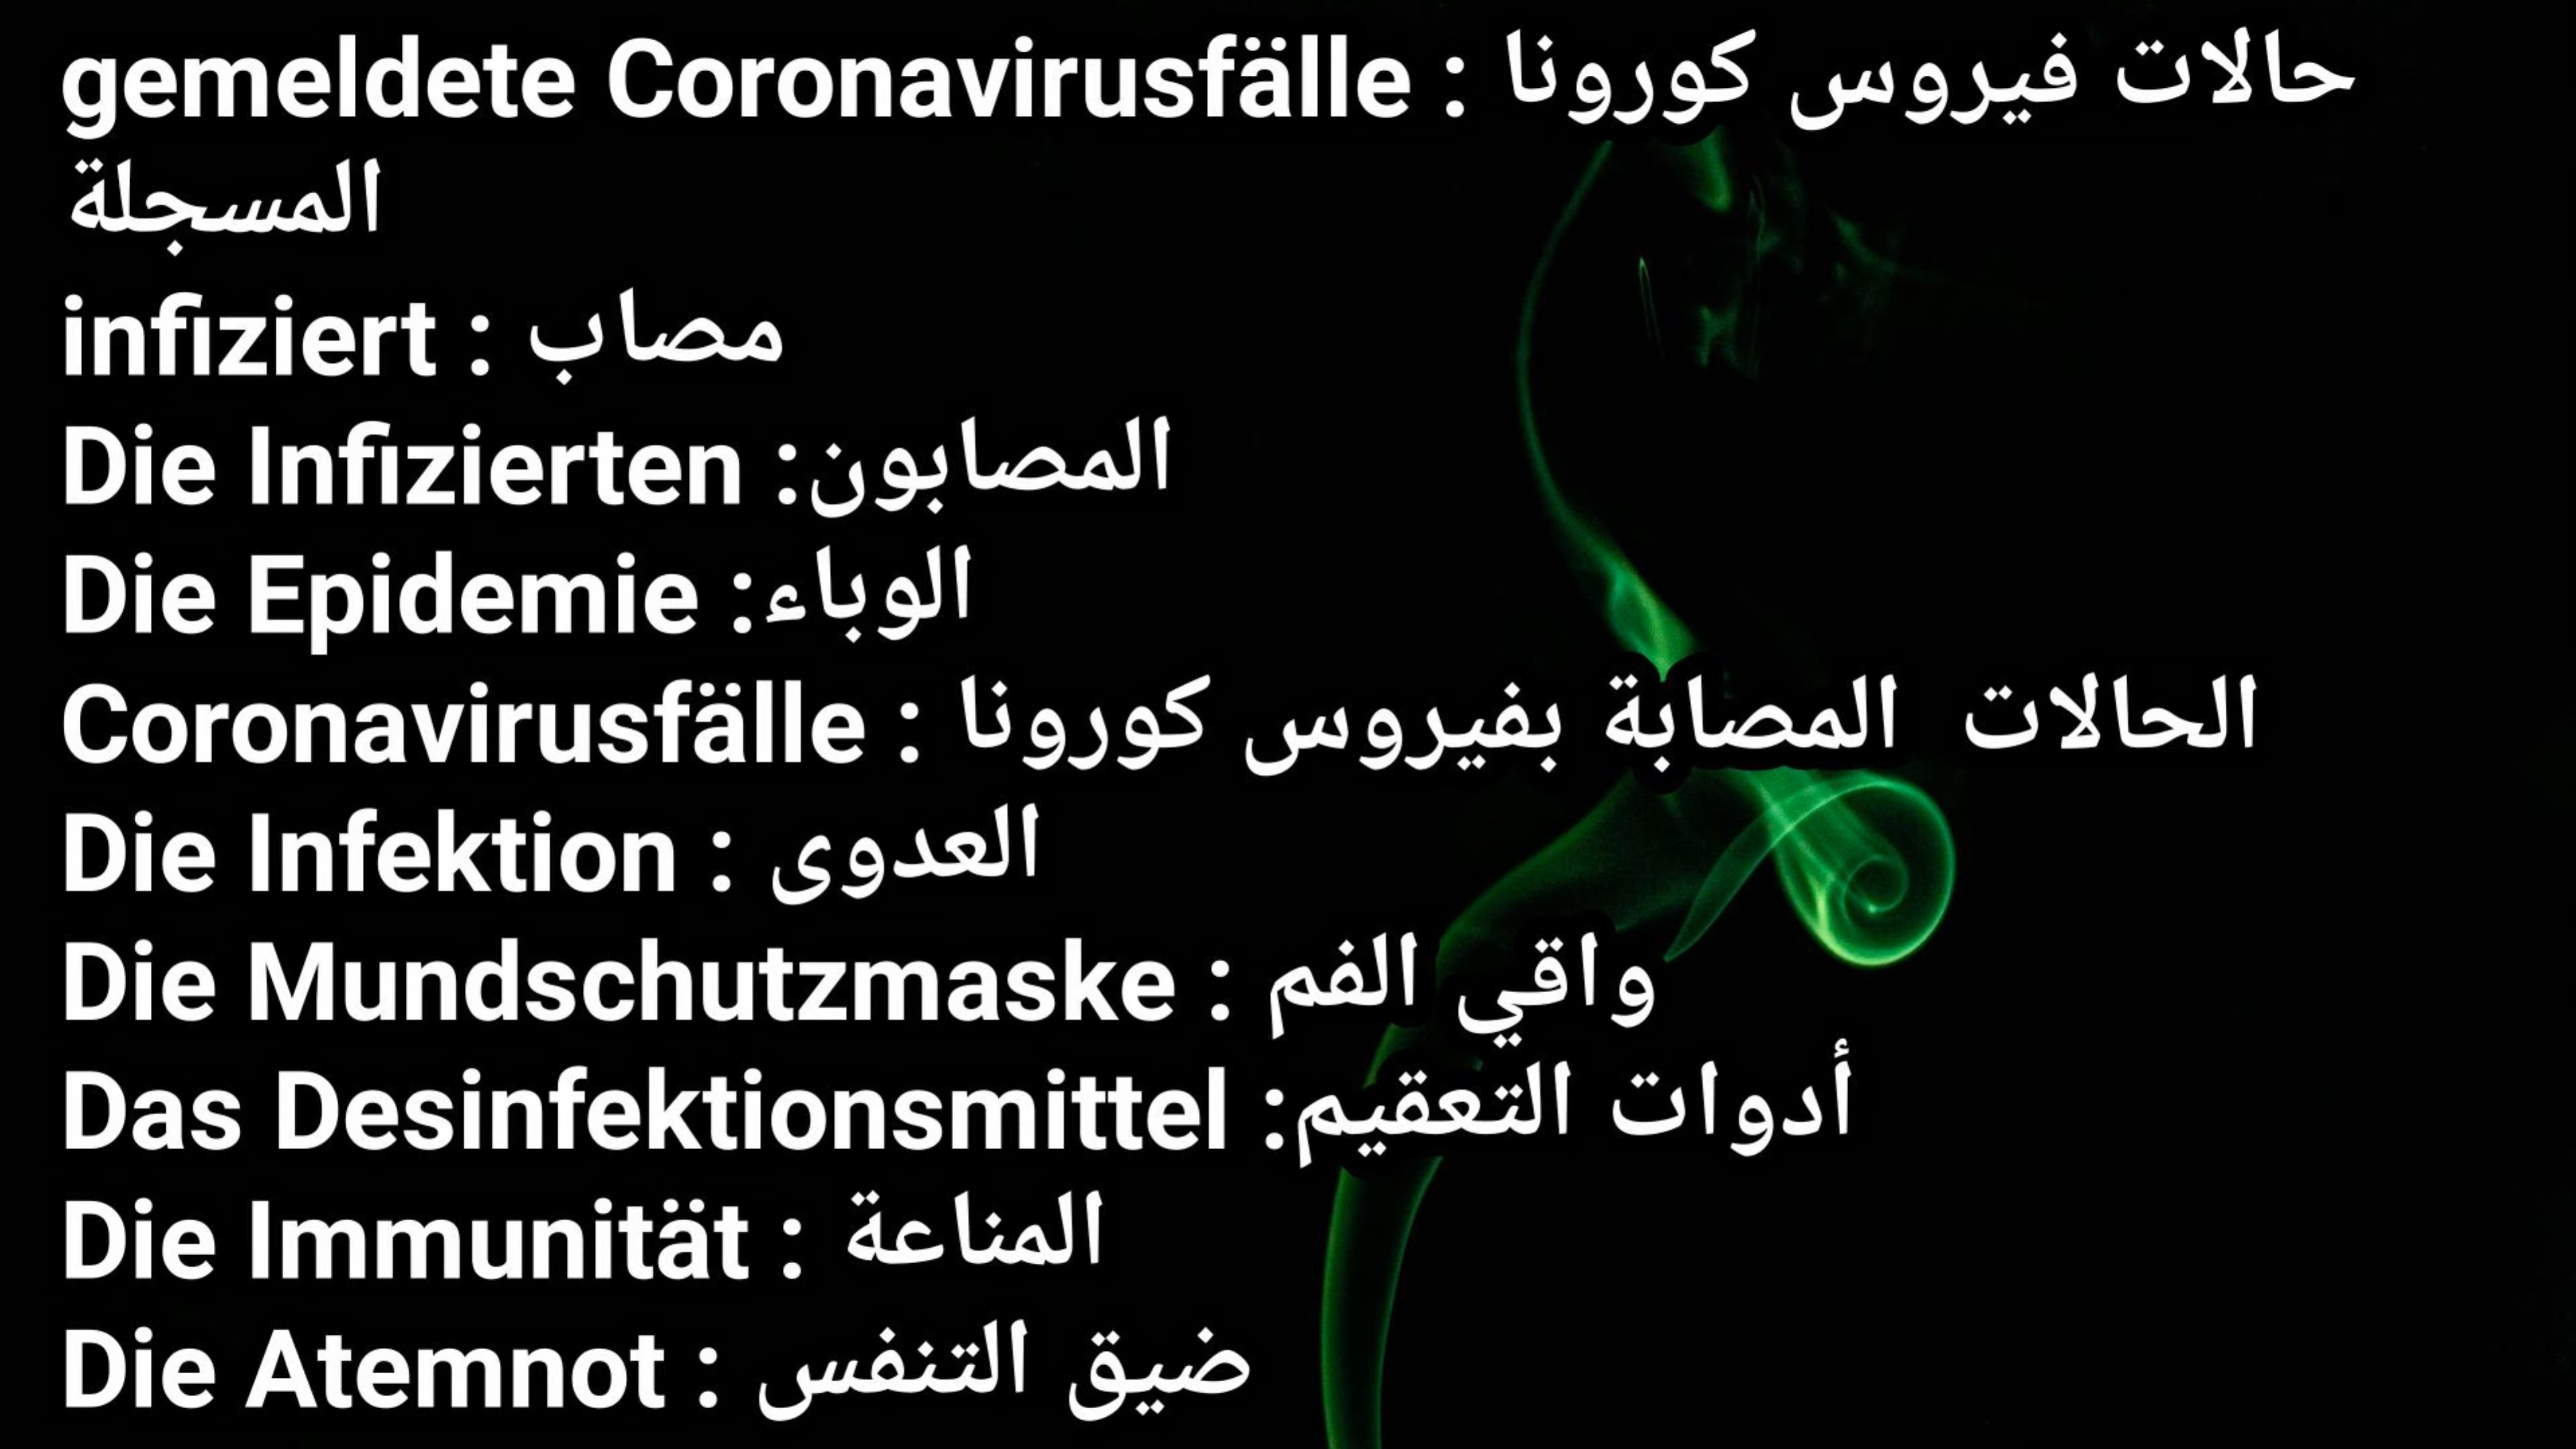 gemeldete Coronavirusfälle : حالات فيروس كورونا
المسجلة
infiziert : مصاب
Die Infizierten :المصابون
Die Epidemie :الوباء
Coronavirusfälle : الحالات المصابة بفيروس كورونا
Die Infektion : العدوى
Die Mundschutzmaske : واقي الفم
Das Desinfektionsmittel :أدوات التعقيم
Die Immunität : المناعة
Die Atemnot : ضيق التنفس